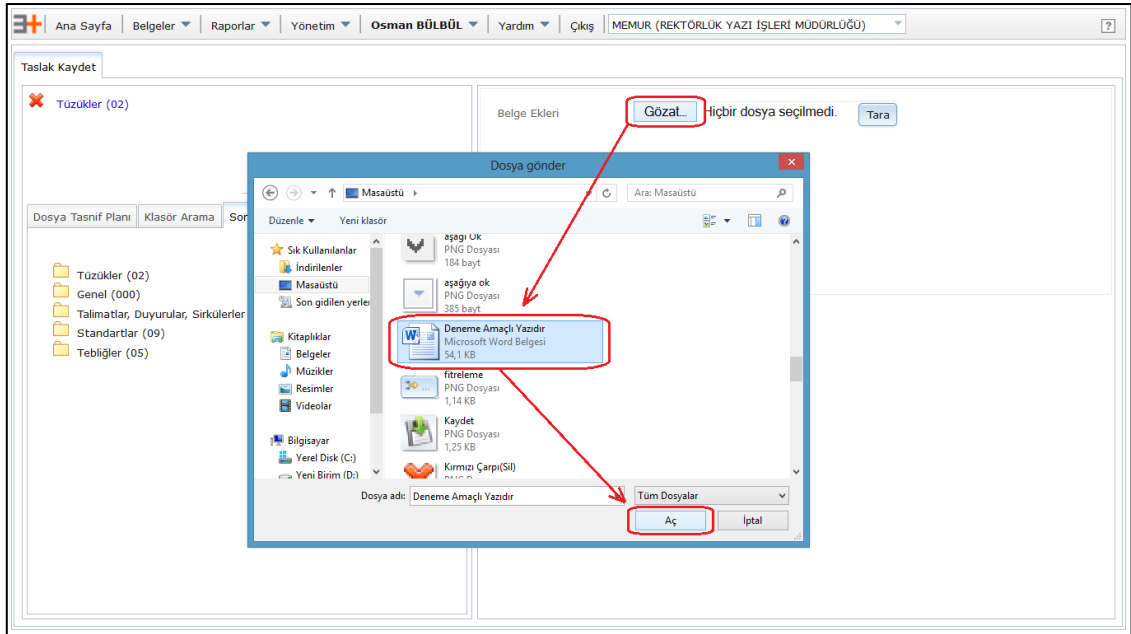 Ana Sayfa Belgeler Raporlar Yönetim Osman BÜLBÜL Yardım Çıkış MEMUR (REKTÖRLÜK YAZI İŞLERİ MÜDÜRLÜĞÜ) ?
Taslak Kaydet
Tüzükler (02)
Belge Ekleri Gözat... Hiçbir dosya seçilmedi. Tara
Dosya Tasnif Planı Klasör Arama Son
Tüzükler (02)
Genel (000)
Talimatlar, Duyurular, Sirkülerler
Standartlar (09)
Tebliğler (05)
Dosya gönder
Masaüstü
Ara: Masaüstü
Düzenle Yeni klasör
Sık Kullanılanlar
İndirilenler
Masaüstü
Son gidilen yerler
Kitaplıklar
Belgeler
Müzikler
Resimler
Videolar
Bilgisayar
Yerel Disk (C:)
Yeni Birim (D:)
aşağı Ok
PNG Dosyası
184 bayt
aşağıya ok
PNG Dosyası
385 bayt
Deneme Amaçlı Yazıdır
Microsoft Word Belgesi
54,1 KB
fitreleme
PNG Dosyası
1,14 KB
Kaydet
PNG Dosyası
1,25 KB
Kırmızı Çarpı(Sil)
Dosya adı: Deneme Amaçlı Yazıdır Tüm Dosyalar
Aç İptal